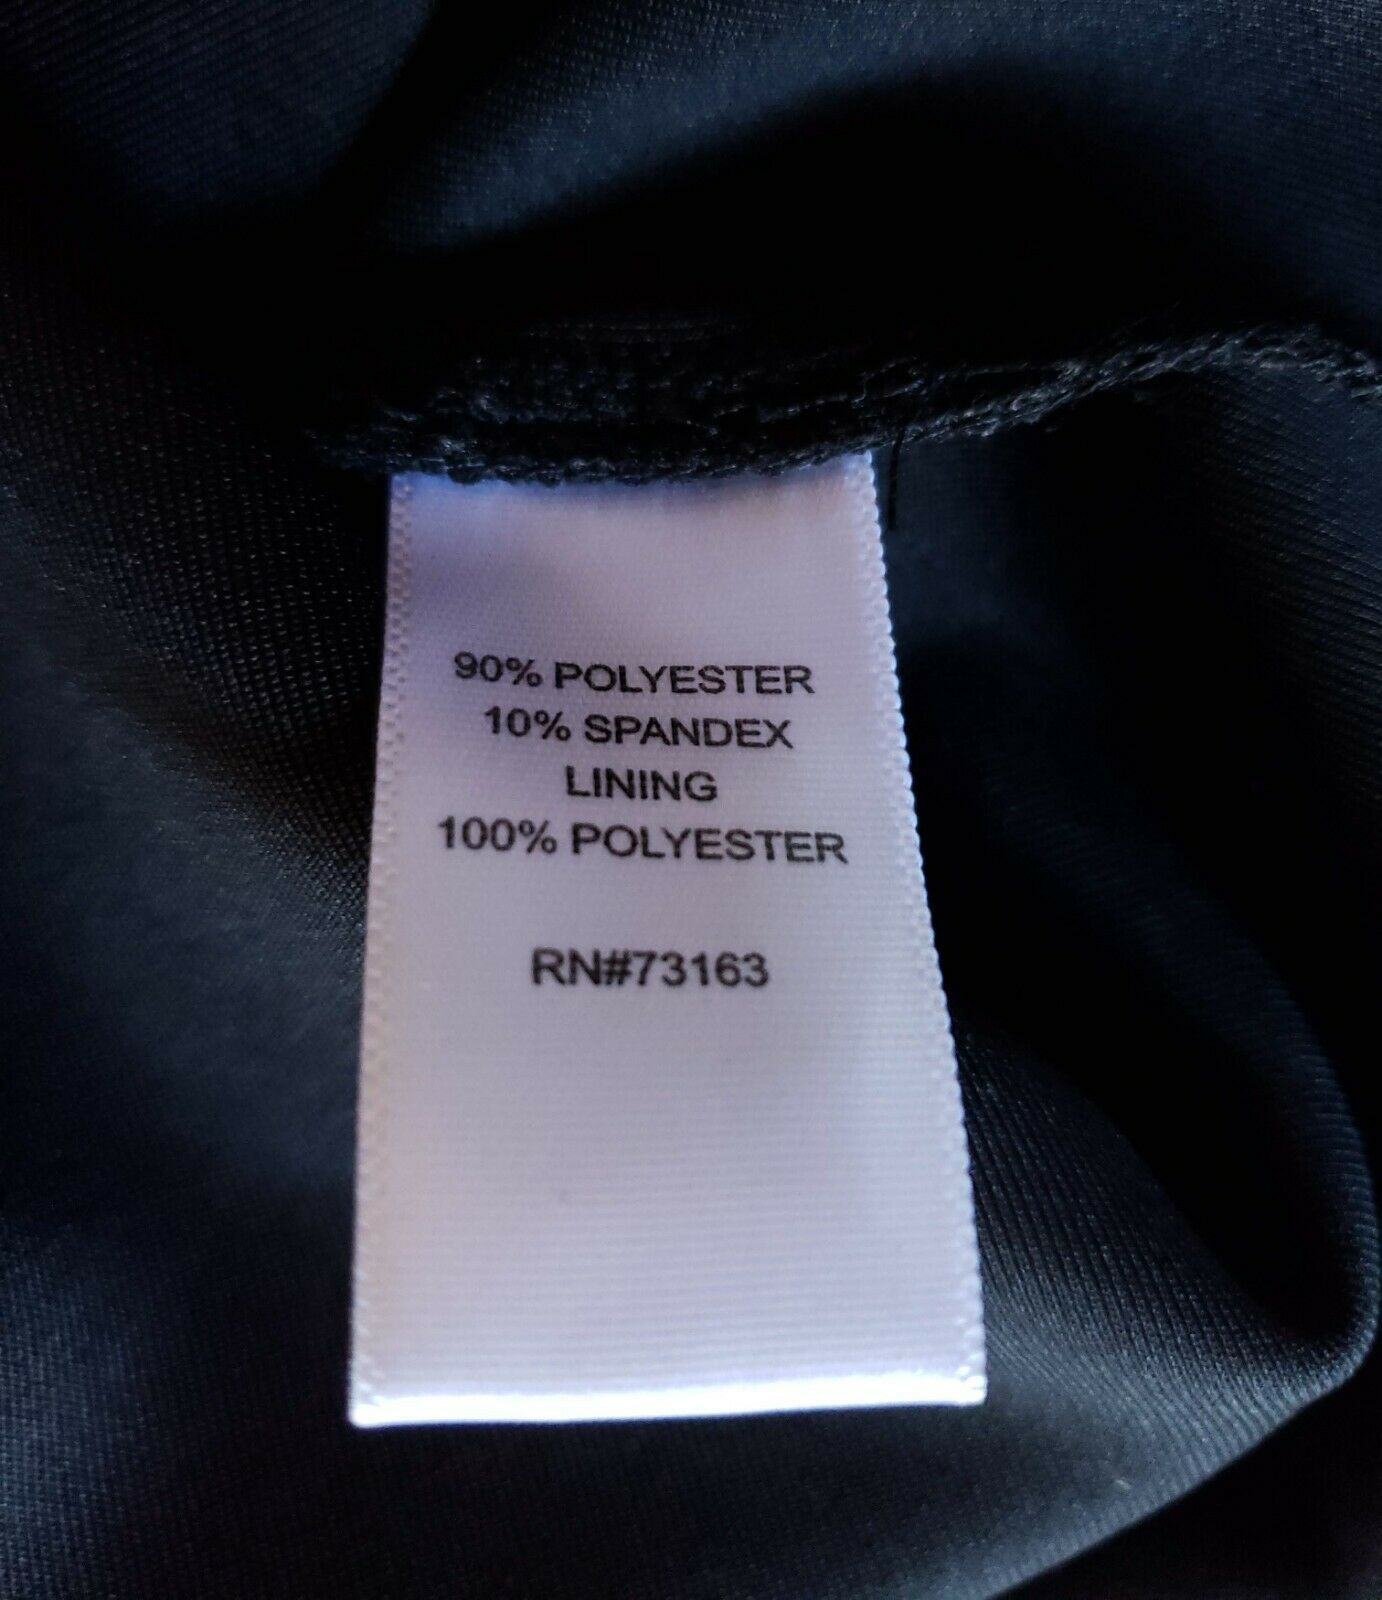 90% POLYESTER
10% SPANDEX
LINING
100% POLYESTER
RN#73163